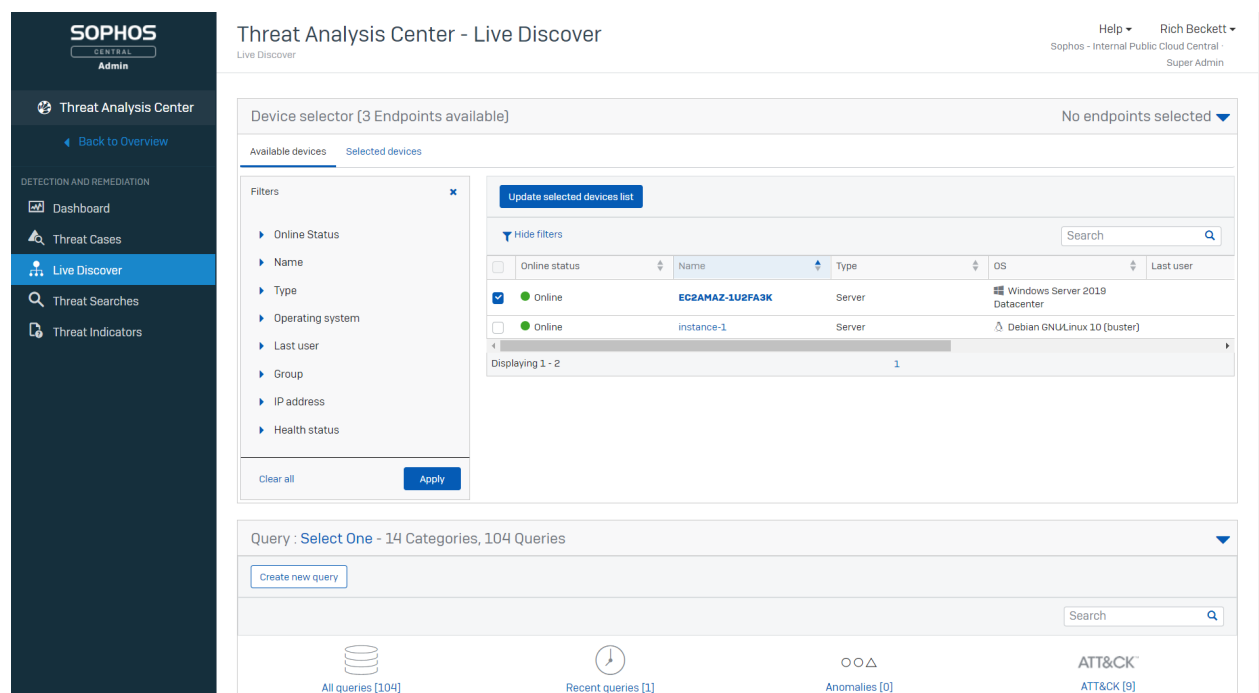 SOPHOS
CENTRAL
Admin
Threat Analysis Center - Live Discover
Live Discover
Help
Rich Beckett
Sophos - Internal Public Cloud Central ·
Super Admin
Threat Analysis Center
Back to Overview
DETECTION AND REMEDIATION
Dashboard
Threat Cases
Live Discover
Threat Searches
Threat Indicators
Device selector (3 Endpoints available)
No endpoints selected
Available devices
Selected devices
Filters
Online Status
Name
Type
Operating system
Last user
Group
IP address
Health status
Clear all
Apply
Update selected devices list
Hide filters
Search
Online status
Name
Type
OS
Last user
Online
EC2AMAZ-1U2FA3K
Server
Windows Server 2019
Datacenter
Online
instance-1
Server
Debian GNU/Linux 10 (buster)
Displaying 1 - 2
1
Query : Select One - 14 Categories, 104 Queries
Create new query
Search
All queries [104]
Recent queries [1]
Anomalies [0]
ATT&CK™
ATT&CK [9]